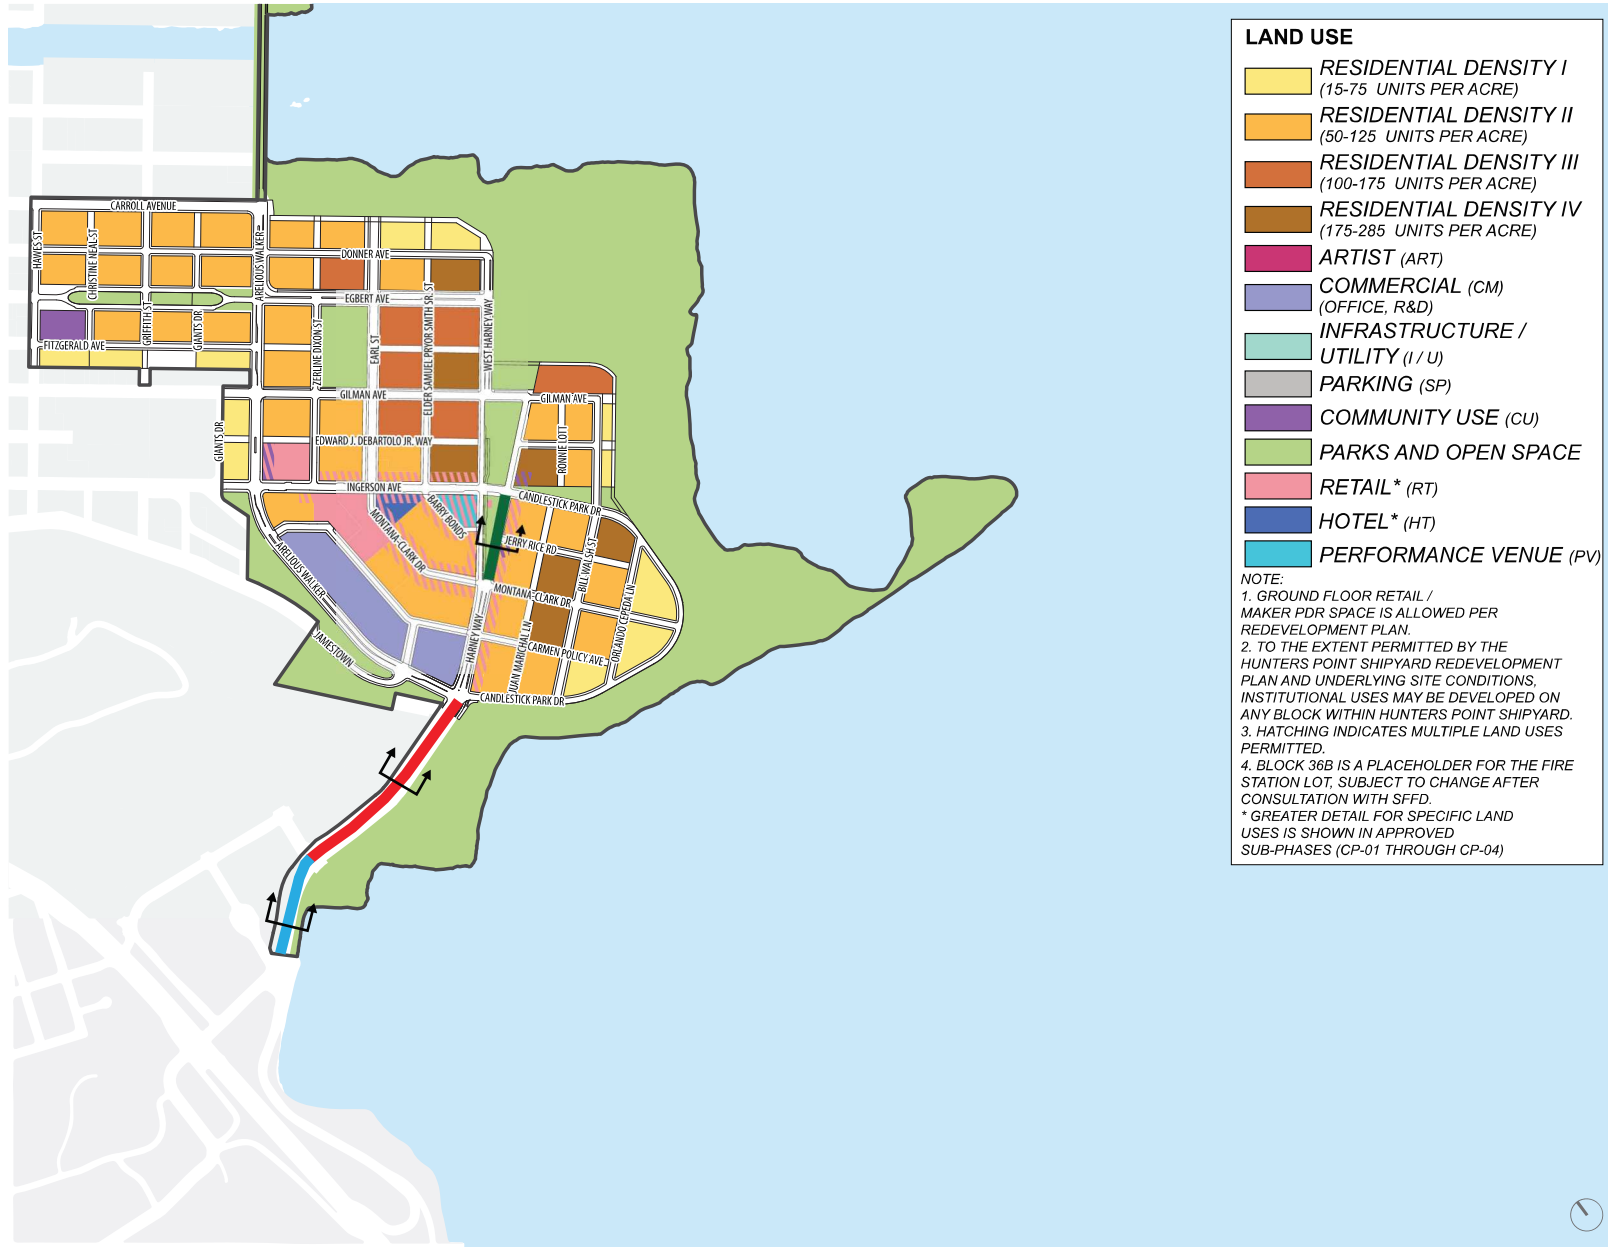 LAND USE
RESIDENTIAL DENSITY I
(15-75 UNITS PER ACRE)
RESIDENTIAL DENSITY II
(50-125 UNITS PER ACRE)
RESIDENTIAL DENSITY III
(100-175 UNITS PER ACRE)
RESIDENTIAL DENSITY IV
(175-285 UNITS PER ACRE)
ARTIST (ART)
COMMERCIAL (CM)
(OFFICE, R&D)
INFRASTRUCTURE /
UTILITY (I / U)
PARKING (SP)
COMMUNITY USE (CU)
PARKS AND OPEN SPACE
RETAIL* (RT)
HOTEL* (HT)
PERFORMANCE VENUE (PV)
NOTE:
1. GROUND FLOOR RETAIL /
MAKER PDR SPACE IS ALLOWED PER
REDEVELOPMENT PLAN.
2. TO THE EXTENT PERMITTED BY THE
HUNTERS POINT SHIPYARD REDEVELOPMENT
PLAN AND UNDERLYING SITE CONDITIONS,
INSTITUTIONAL USES MAY BE DEVELOPED ON
ANY BLOCK WITHIN HUNTERS POINT SHIPYARD.
3. HATCHING INDICATES MULTIPLE LAND USES
PERMITTED.
4. BLOCK 36B IS A PLACEHOLDER FOR THE FIRE
STATION LOT, SUBJECT TO CHANGE AFTER
CONSULTATION WITH SFFD.
* GREATER DETAIL FOR SPECIFIC LAND
USES IS SHOWN IN APPROVED
SUB-PHASES (CP-01 THROUGH CP-04)
CARROLL AVENUE
HAWES ST
CHRISTINE NEAL ST
ARELIOUS WALKER
DONNER AVE
EGBERT AVE
GRIFFITH ST
GIANTS DR
FITZGERALD AVE
ZERLINE DIXON ST
EARL ST
ELDER SAMUEL PRYOR SMITH SR. ST
WEST HARNEY WAY
GILMAN AVE
GILMAN AVE
GIANTS DR
EDWARD J. DEBARTOLO JR. WAY
RONNIE LOTT
INGERSON AVE
CANDLESTICK PARK DR
BARRY BONDS
MONTANA-CLARK DR
JERRY RICE RD
BILL WALSH ST
ARELIOUS WALKER
MONTANA-CLARK DR
ORLANDO CEPEDA LN
HARNEY WAY
JUAN MARICHAL LN
JAMESTOWN
CARMEN POLICY AVE
CANDLESTICK PARK DR